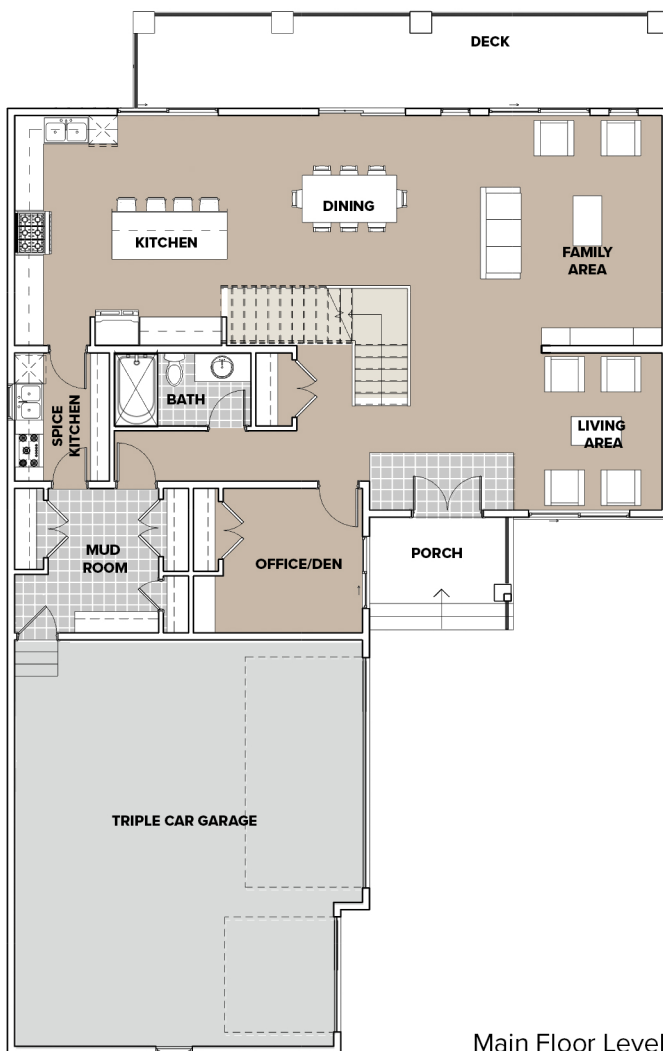 DECK
DINING
KITCHEN
FAMILY
AREA
SPICE
KITCHEN
BATH
LIVING
AREA
MUD
ROOM
OFFICE/DEN
PORCH
TRIPLE CAR GARAGE
Main Floor Level